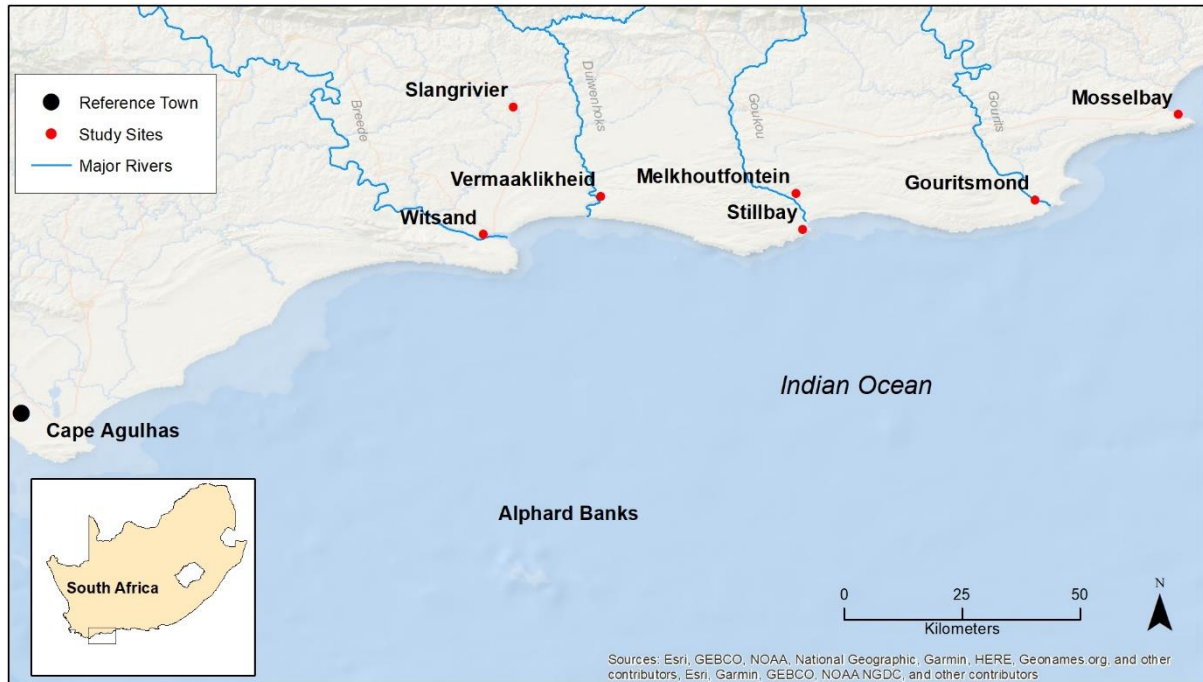 Reference Town
Study Sites
Major Rivers
Breede
Duiwenhoks
Goukou
Gourits
Slangrivier
Mosselbay
Vermaaklikheid
Melkhoutfontein
Gouritsmond
Witsand
Stillbay
Indian Ocean
Cape Agulhas
Alphard Banks
South Africa
N
0 25 50
Kilometers
Sources: Esri, GEBCO, NOAA, National Geographic, Garmin, HERE, Geonames.org, and other
contributors, Esri, Garmin, GEBCO, NOAA NGDC, and other contributors